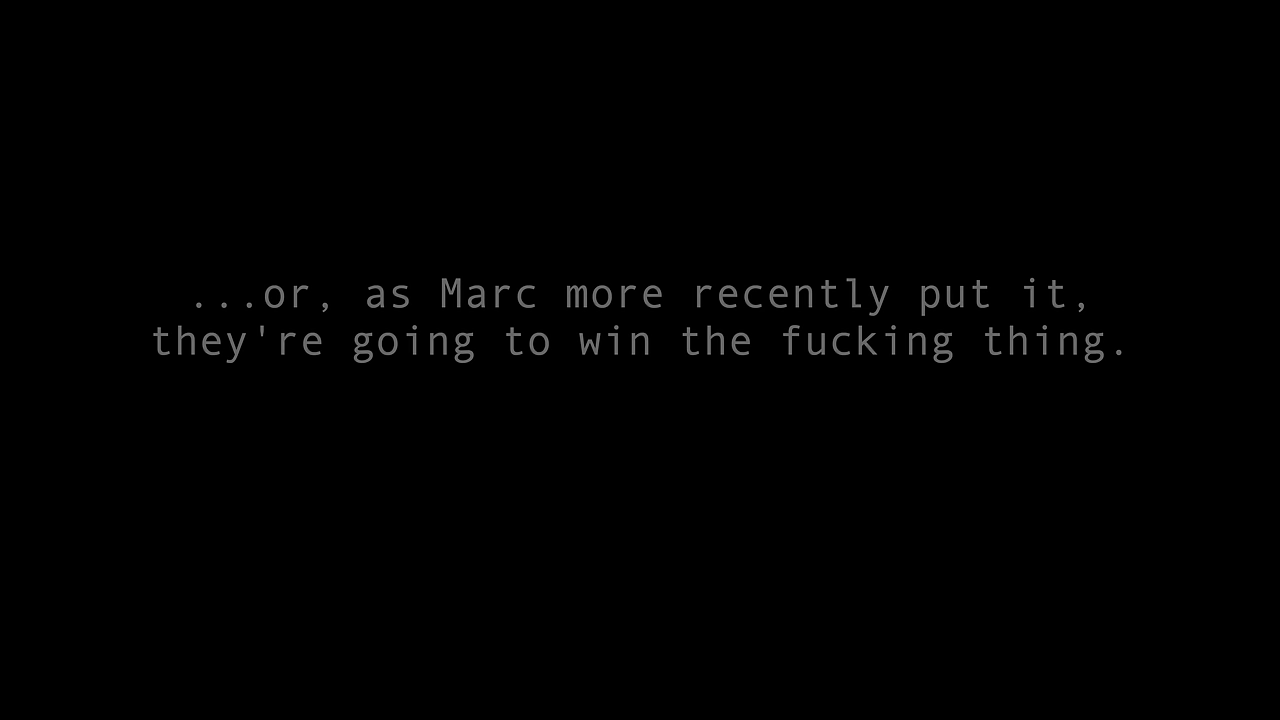 ...or, as Marc more recently put it,
they're going to win the fucking thing.